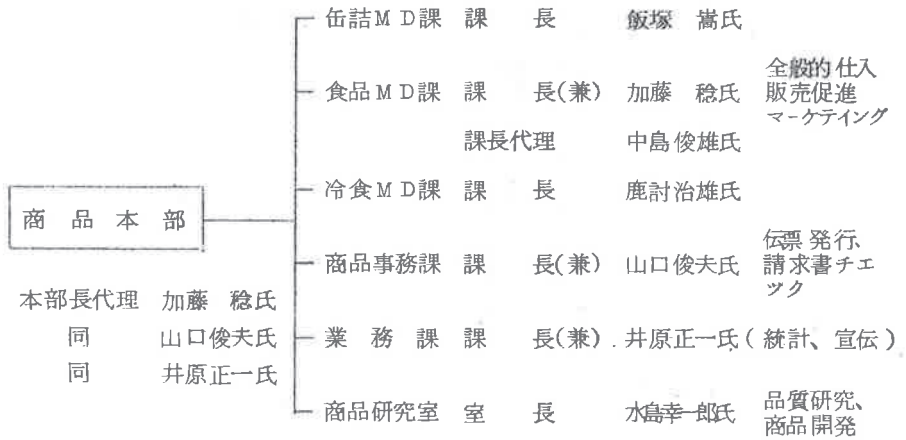 缶詰MD課 課長 飯塚 嵩氏
食品MD課 課長(兼) 加藤 稔氏 全般的仕入
販売促進
マーケテイング
課長代理 中島俊雄氏
冷食MD課 課長 鹿討治雄氏
商品本部
商品事務課 課長(兼) 山口俊夫氏 伝票発行、
請求書チエ
ツク
本部長代理 加藤 稔氏
同 山口俊夫氏
同 井原正一氏
業務課 課長(兼) 井原正一氏(統計、宣伝)
商品研究室 室長 水島幸一郎氏 品質研究、
商品開発